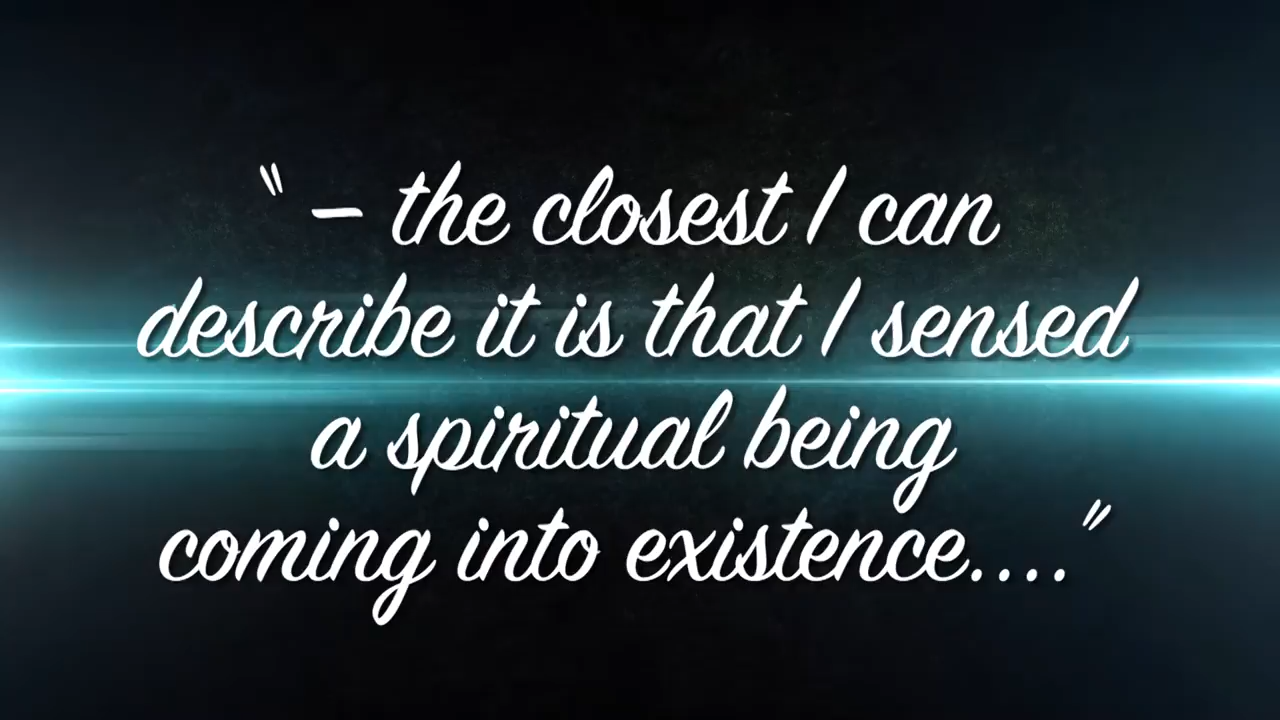 “ – the closest I can
describe it is that I sensed
a spiritual being
coming into existence....”